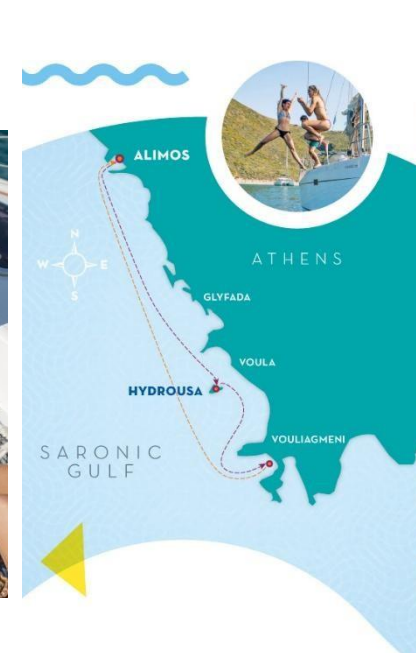 ALIMOS
N
W
E
S
ATHENS
GLYFADA
VOULA
HYDROUSA
VOULIAGMENI
SARONIC
GULF